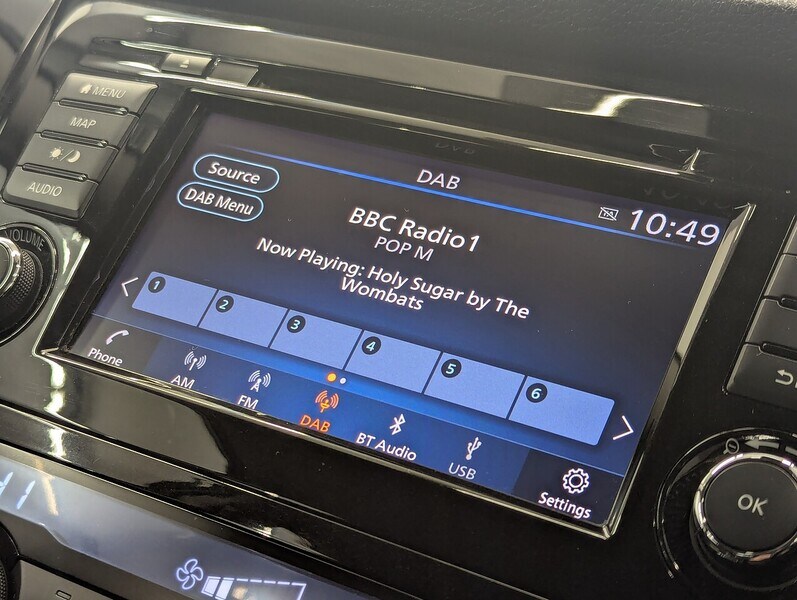 MENU
MAP
AUDIO
VOLUME
DVD
DAB
10:49
Source
DAB Menu
BBC Radio 1
POP M
Now Playing: Holy Sugar by The
Wombats
1
2
3
4
5
6
Phone
AM
FM
DAB
BT Audio
USB
Settings
OK